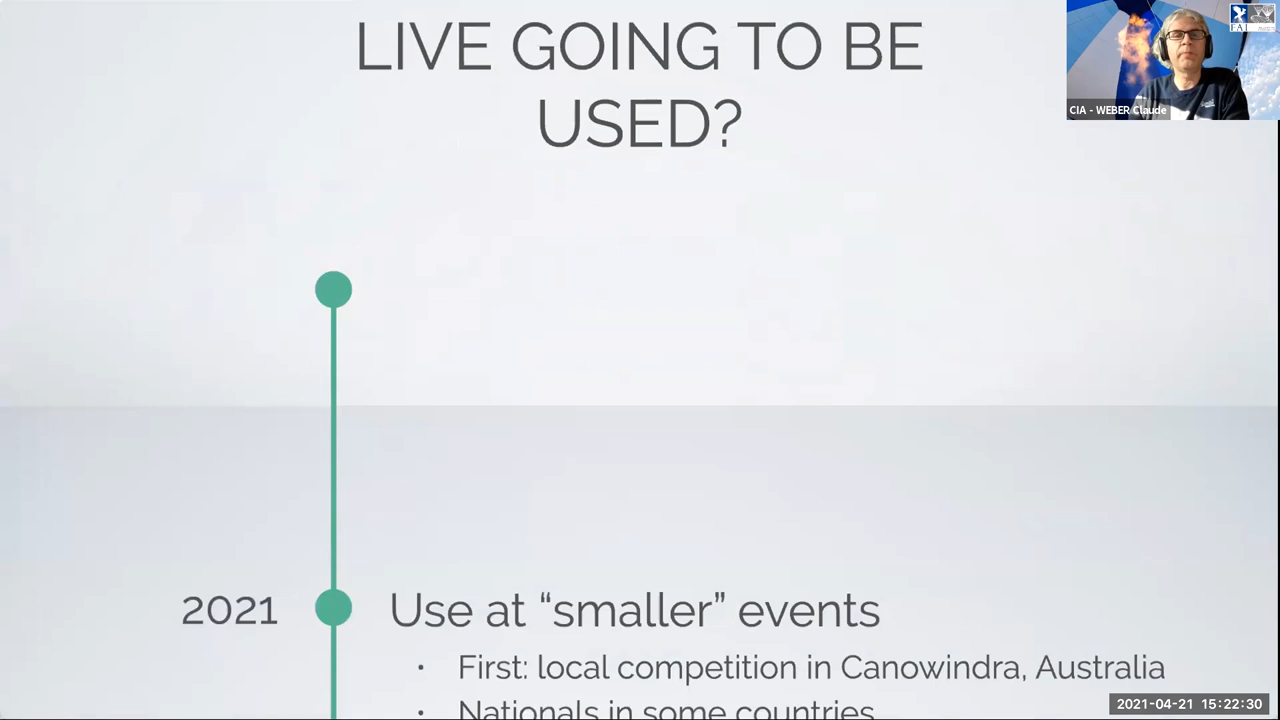 LIVE GOING TO BE
USED?
FAI
CIA - WEBER Claude
2021
Use at “smaller” events
· First: local competition in Canowindra, Australia
· Nationals in some countries
2021-04-21 15:22:30